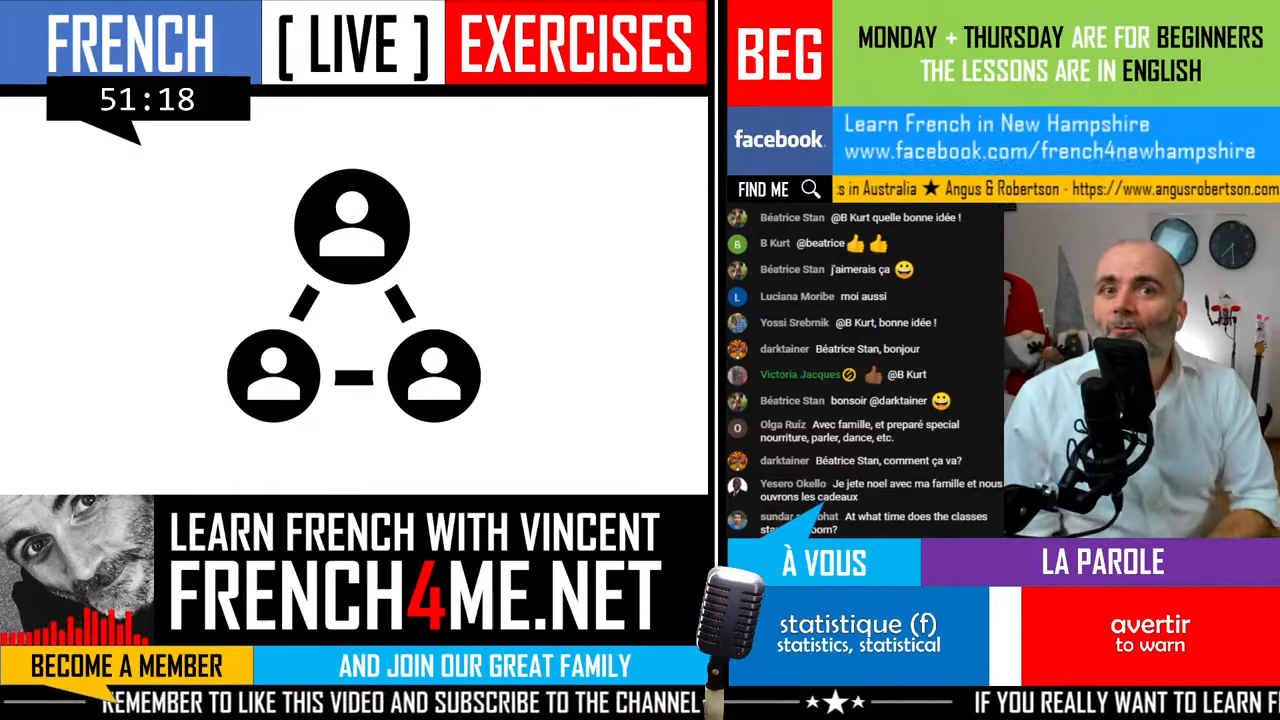 FRENCH
[ LIVE ]
EXERCISES
51:18
BEG
MONDAY + THURSDAY ARE FOR BEGINNERS
THE LESSONS ARE IN ENGLISH
facebook.
Learn French in New Hampshire
www.facebook.com/french4newhampshire
FIND ME
s in Australia ★ Angus & Robertson - https://www.angusrobertson.com
Béatrice Stan @B Kurt quelle bonne idée !
B Kurt @beatrice 👍 👍
Béatrice Stan j'aimerais ça 😀
Luciana Moribe moi aussi
Yossi Srebrnik @B Kurt, bonne idée !
darktainer Béatrice Stan, bonjour
Victoria Jacques 👍🏾 @B Kurt
Béatrice Stan bonsoir @darktainer 😀
Olga Ruíz Avec famille, et preparé special
nourriture, parler, dance, etc.
darktainer Béatrice Stan, comment ça va?
Yesero Okello Je jete noel avec ma famille et nous
ouvrons les cadeaux
sundar At what time does the classes
LEARN FRENCH WITH VINCENT
FRENCH4ME.NET
À VOUS
LA PAROLE
statistique (f)
statistics, statistical
avertir
to warn
BECOME A MEMBER
AND JOIN OUR GREAT FAMILY
REMEMBER TO LIKE THIS VIDEO AND SUBSCRIBE TO THE CHANNEL
IF YOU REALLY WANT TO LEARN F